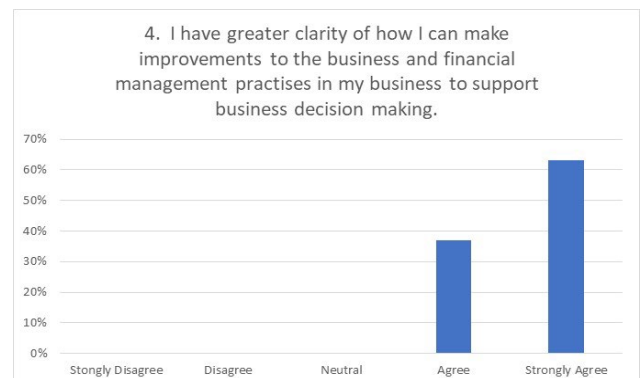 4. I have greater clarity of how I can make
improvements to the business and financial
management practises in my business to support
business decision making.
70%
60%
50%
40%
30%
20%
10%
0%
Stongly Disagree Disagree Neutral Agree Strongly Agree